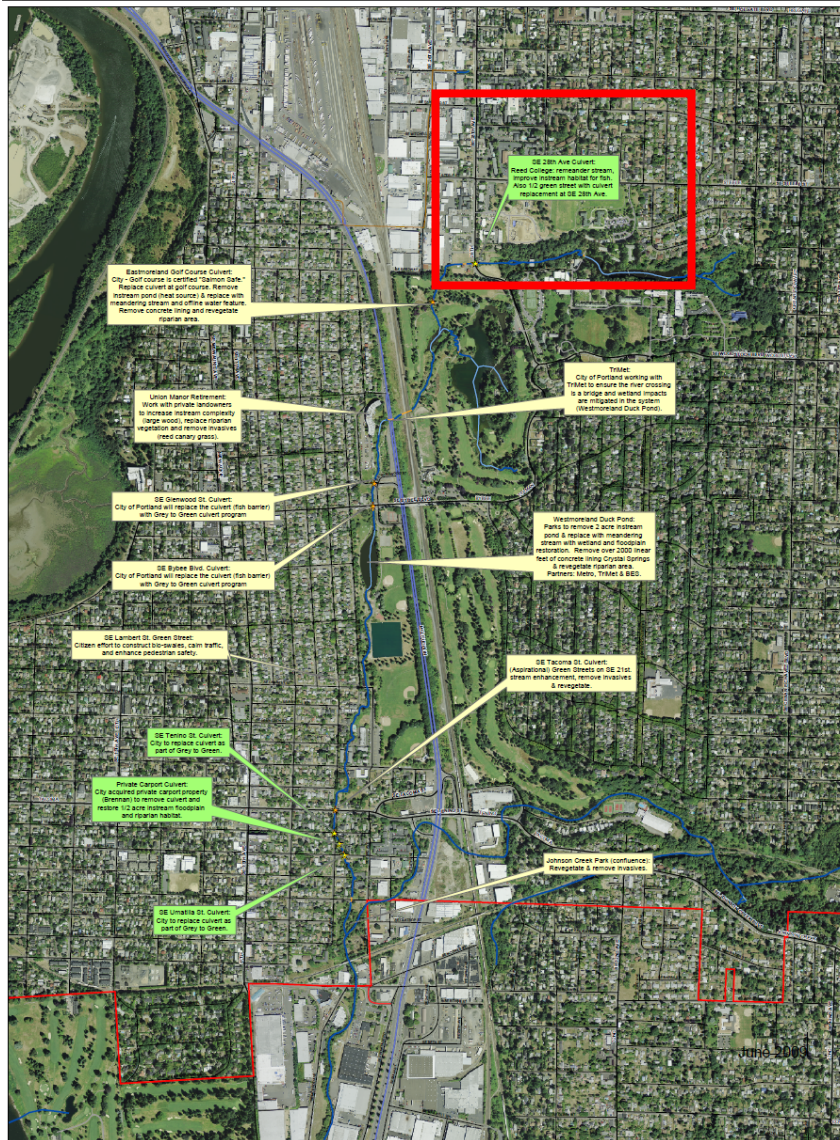 SE 28th Ave Culvert:
Reed College: remeander stream,
improve instream habitat for fish.
Also 1/2 green street with culvert
replacement at SE 28th Ave.
Eastmoreland Golf Course Culvert:
City - Golf course is certified "Salmon Safe."
Replace culvert at golf course. Remove
instream pond (heat source) & replace with
meandering stream and offline water feature.
Remove concrete lining and revegetate
riparian area.
TriMet:
City of Portland working with
TriMet to ensure the river crossing
is a bridge and wetland impacts
are mitigated in the system
(Westmoreland Duck Pond).
Union Manor Retirement:
Work with private landowners
to increase instream complexity
(large wood), replace riparian
vegetation and remove invasives
(reed canary grass).
SE Glenwood St. Culvert:
City of Portland will replace the culvert (fish barrier)
with Grey to Green culvert program
Westmoreland Duck Pond:
Parks to remove 2 acre instream
pond & replace with meandering
stream with wetland and floodplain
restoration. Remove over 2000 linear
feet of concrete lining Crystal Springs
& revegetate riparian area.
Partners: Metro, TriMet & BES.
SE Bybee Blvd. Culvert:
City of Portland will replace the culvert (fish barrier)
with Grey to Green culvert program
SE Lambert St. Green Street:
Citizen effort to construct bio-swales, calm traffic,
and enhance pedestrian safety.
SE Tacoma St. Culvert:
(Aspirational) Green Streets on SE 21st.
stream enhancement, remove invasives
& revegetate.
SE Tenino St. Culvert:
City to replace culvert as
part of Grey to Green.
Private Carport Culvert:
City acquired private carport property
(Brennan) to remove culvert and
restore 1/2 acre instream floodplain
and riparian habitat.
Johnson Creek Park (confluence):
Revegetate & remove invasives.
SE Umatilla St. Culvert:
City to replace culvert as
part of Grey to Green.
June 2009